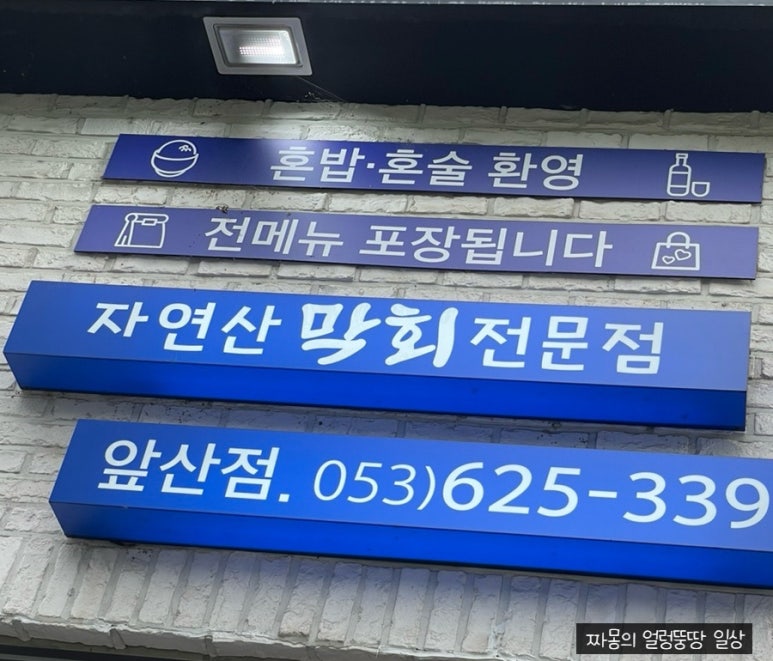 혼밥·혼술 환영
전메뉴 포장됩니다
자연산 막회 전문점
앞산점. 053)625-339
짜몽의 얼렁뚱땅 일상